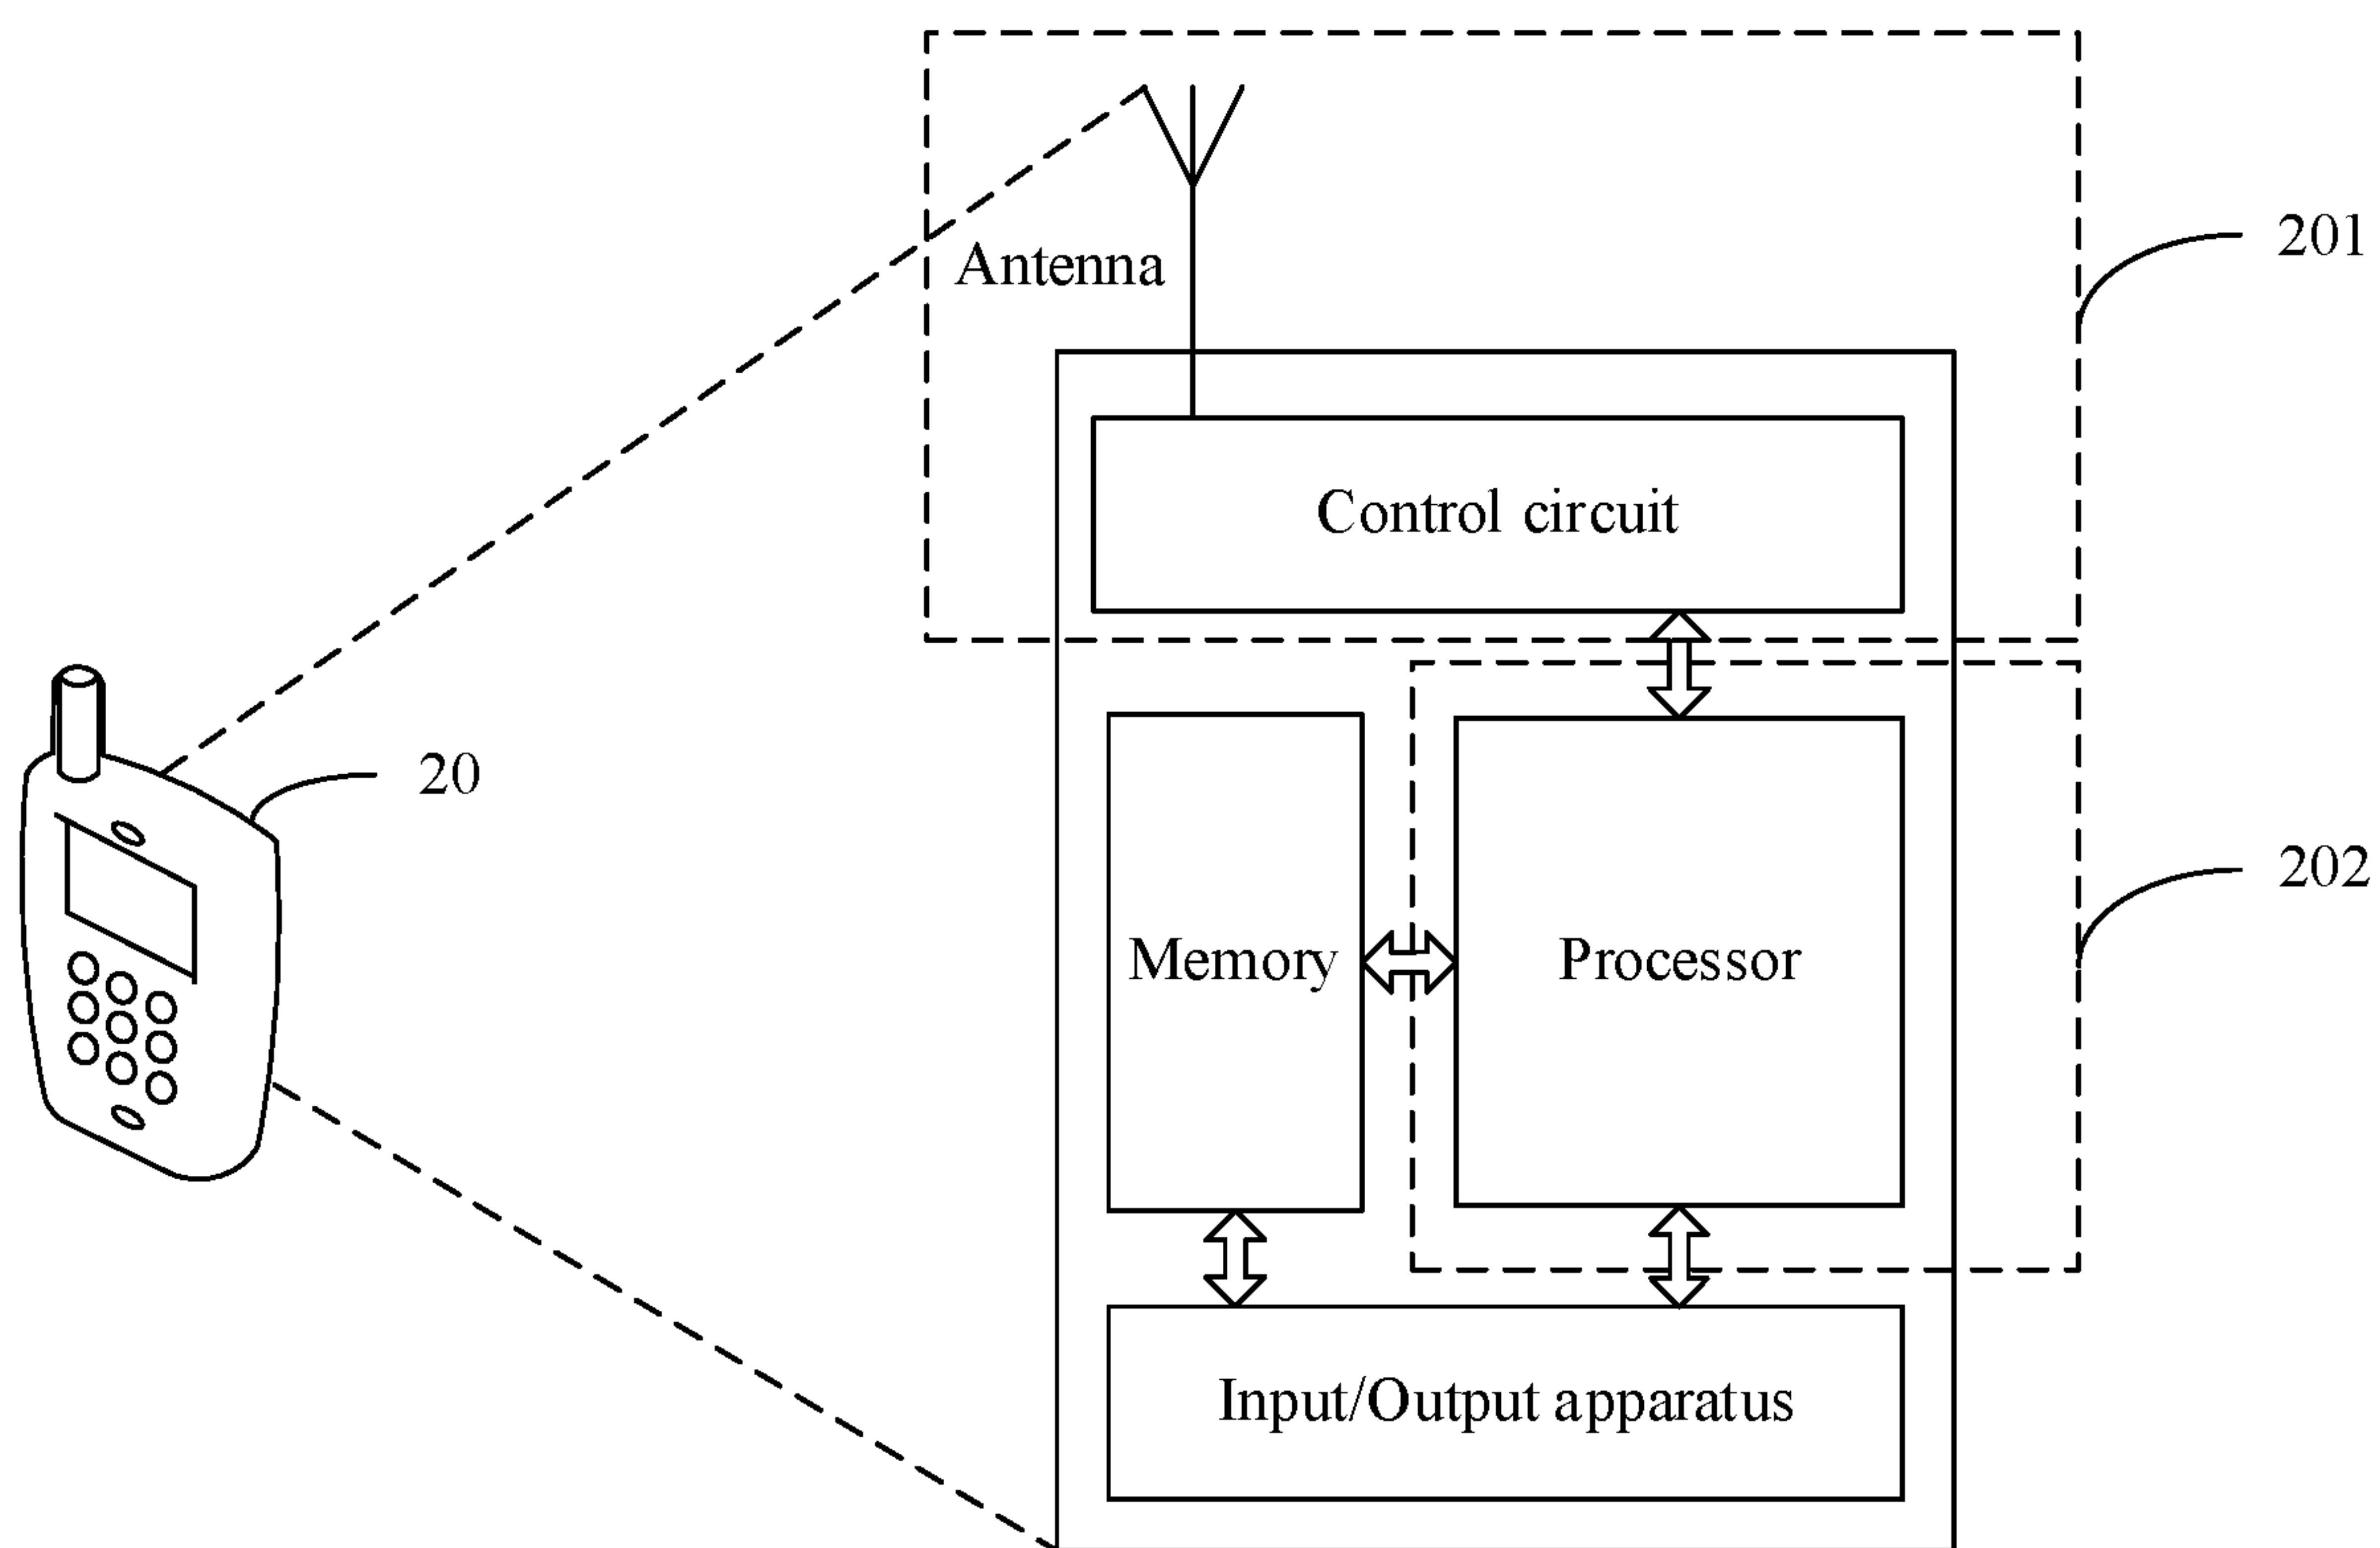 201
Antenna
Control circuit
20
202
Memory
Processor
Input/Output apparatus